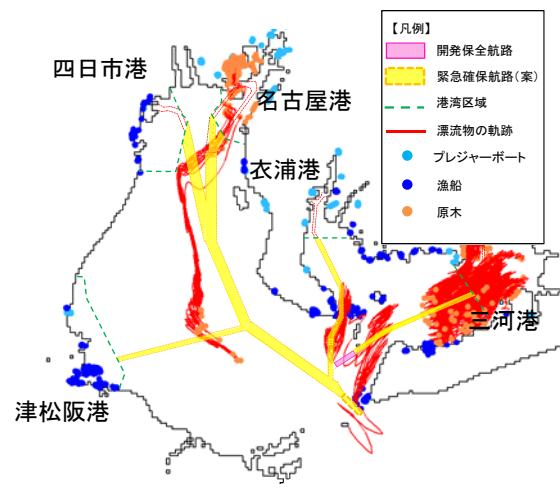 【凡例】
開発保全航路
緊急確保航路(案)
港湾区域
漂流物の軌跡
プレジャーボート
漁船
原木
四日市港
名古屋港
衣浦港
三河港
津松阪港